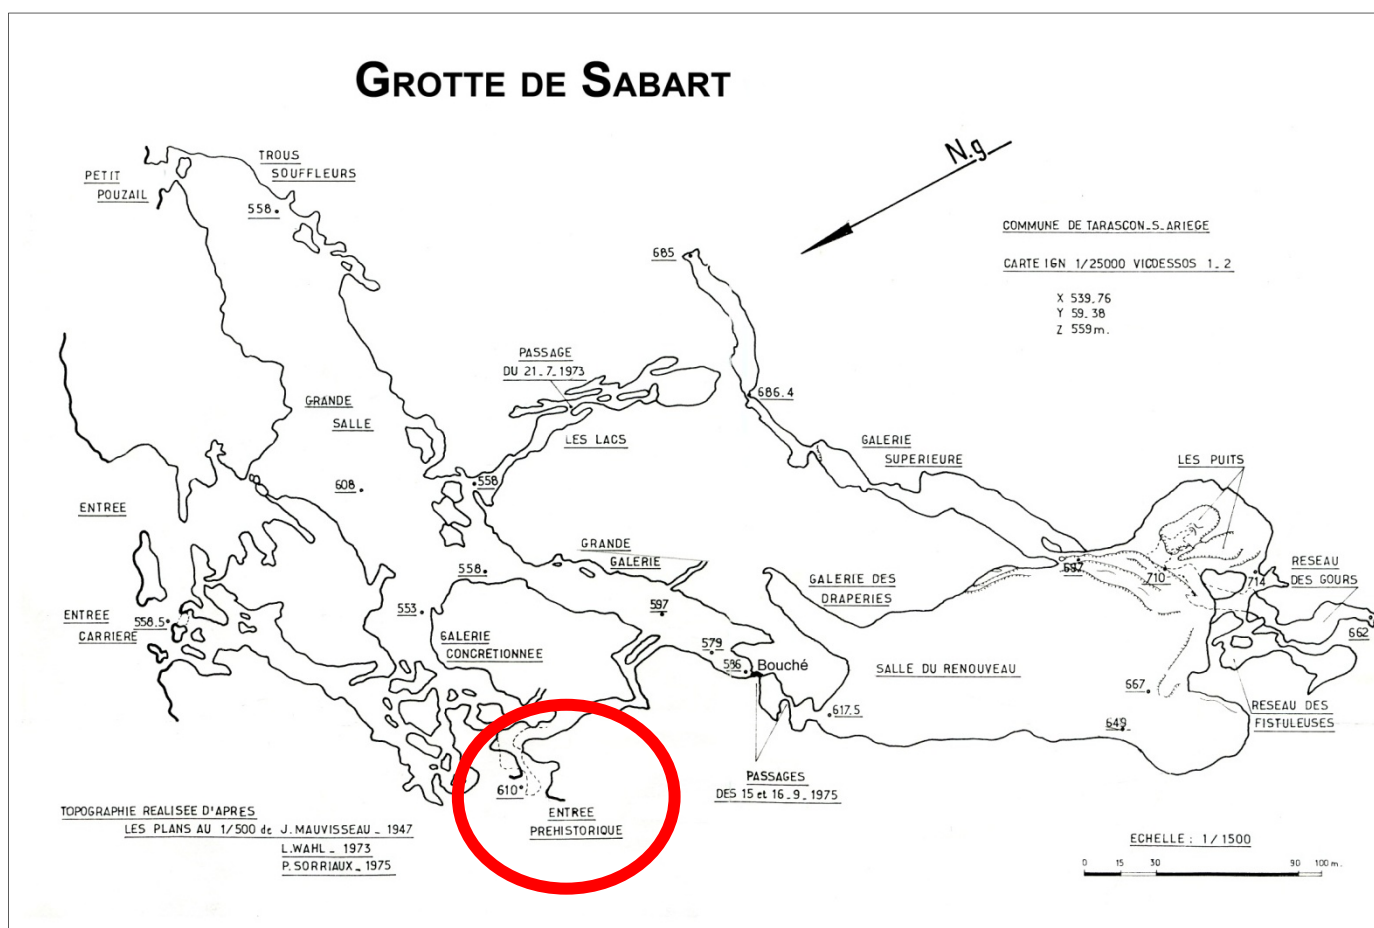 GROTTE DE SABART
N.g
TROUS
SOUFFLEURS
PETIT
POUZAIL
558
COMMUNE DE TARASCON_S_ARIEGE
CARTE IGN 1/25000 VICDESSOS 1_2
X 539,76
Y 59.38
Z 559m.
685
PASSAGE
DU 21_7_1973
686.4
GRANDE
SALLE
LES LACS
GALERIE
SUPERIEURE
LES PUITS
608
558
ENTREE
GRANDE
GALERIE
558
GALERIE DES
DRAPERIES
697
710
714
RESEAU
DES GOURS
ENTREE
CARRIERE
558.5
553
597
GALERIE
CONCRETIONNEE
579
586
Bouché
SALLE DU RENOUVEAU
662
667
617.5
649
RESEAU DES
FISTULEUSES
610
ENTREE
PREHISTORIQUE
PASSAGES
DES 15 et 16_9_1975
TOPOGRAPHIE REALISEE D'APRES
LES PLANS AU 1/500 de J. MAUVISSEAU _ 1947
L.WAHL _ 1973
P. SORRIAUX _ 1975
ECHELLE : 1/1500
0 15 30 90 100 m.